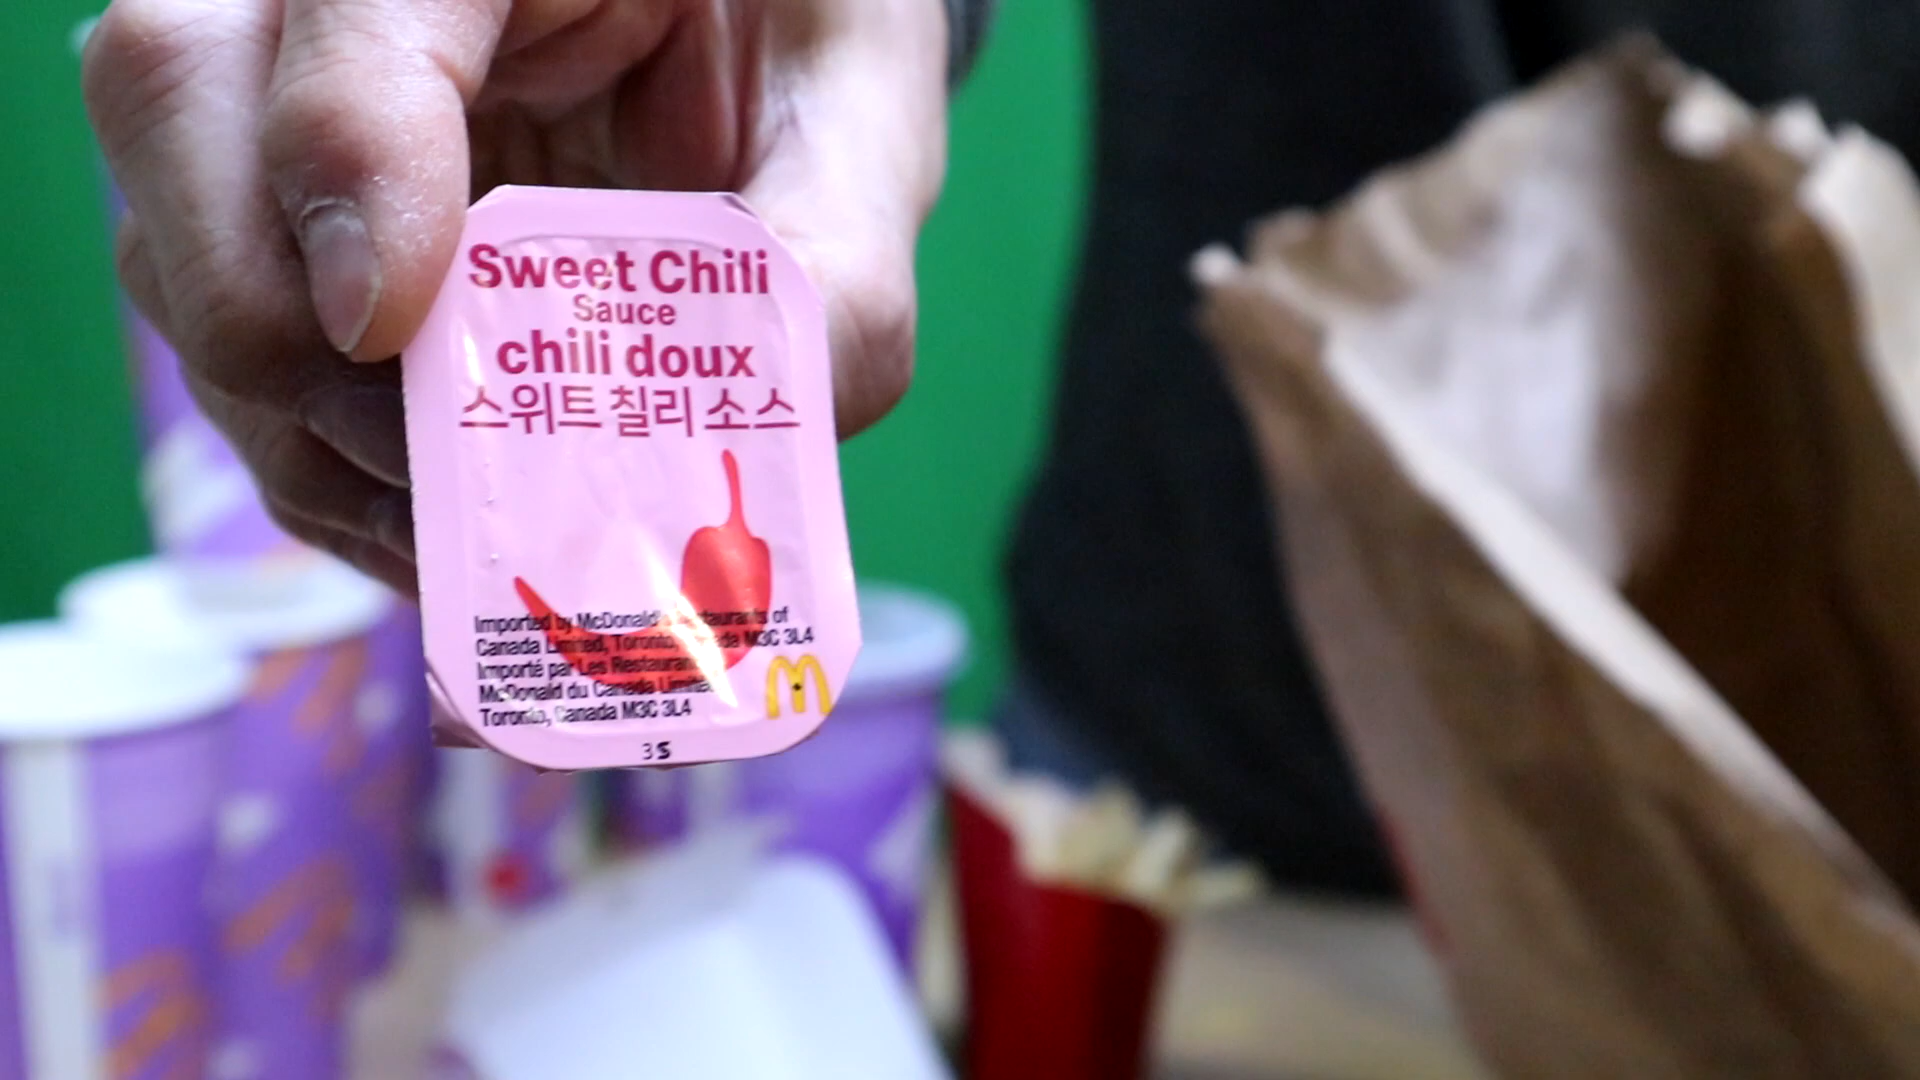 Sweet Chili
Sauce
chili doux
스위트 칠리 소스
Imported by McDonald's Restaurants of
Canada Limited, Toronto, Canada M3C 3L4
Importé par Les Restaurants
McDonald du Canada Limitée
Toronto, Canada M3C 3L4
3S